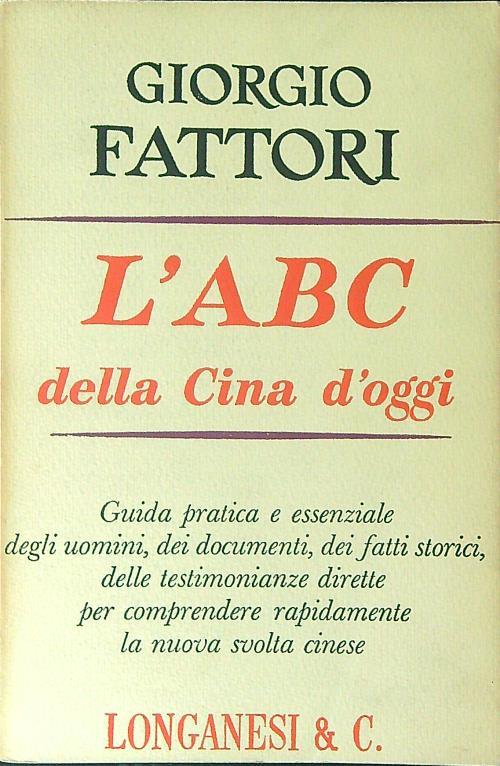 GIORGIO
FATTORI
L'ABC
della Cina d'oggi
Guida pratica e essenziale
degli uomini, dei documenti, dei fatti storici,
delle testimonianze dirette
per comprendere rapidamente
la nuova svolta cinese
LONGANESI & C.